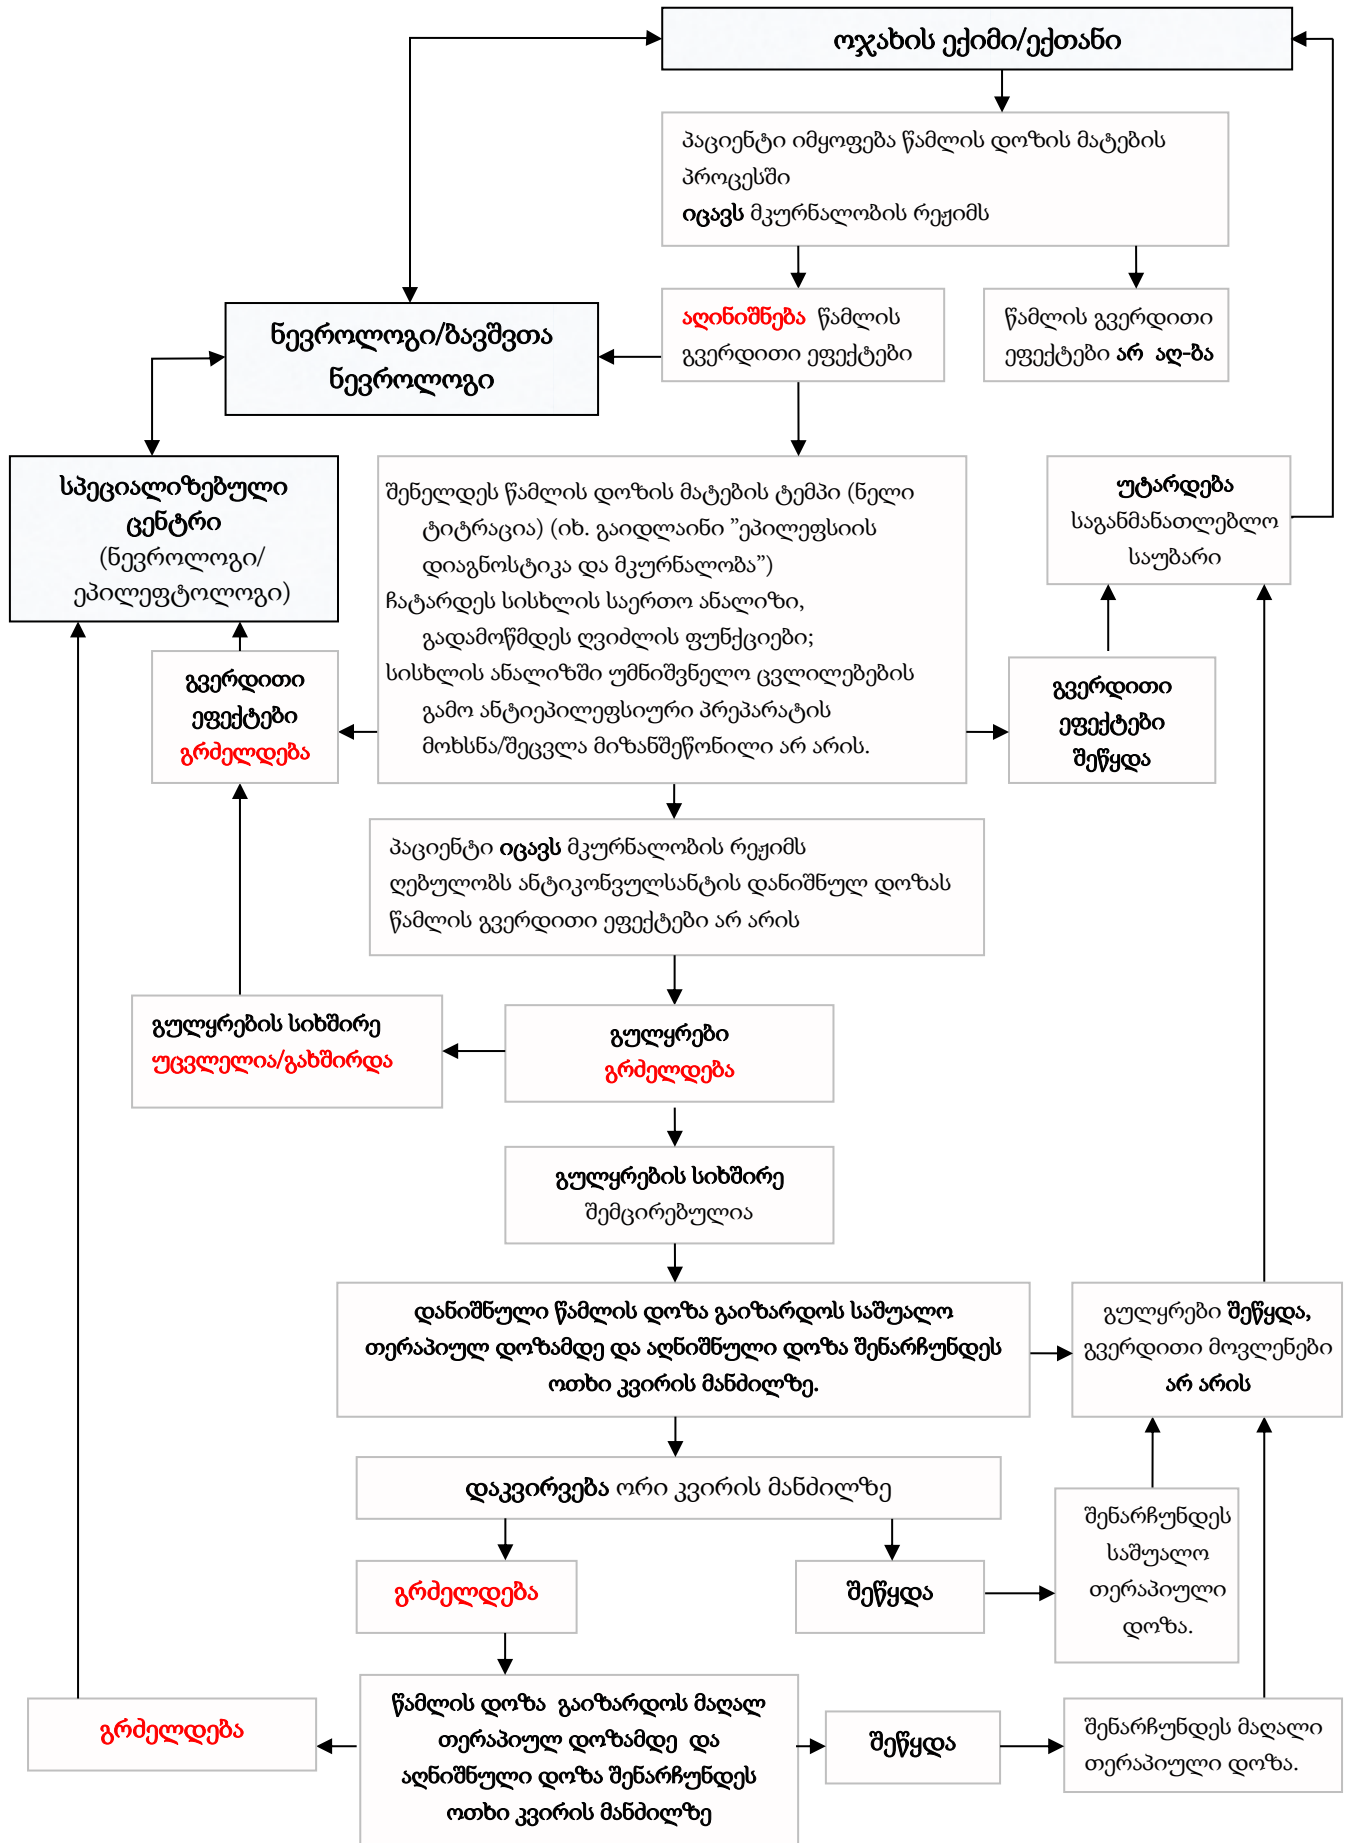 ოჯახის ექიმი/ექთანი
პაციენტი იმყოფება წამლის დოზის მატების
პროცესში
იცავს მკურნალობის რეჟიმს
ნევროლოგი/ბავშვთა
ნევროლოგი
აღინიშნება წამლის
გვერდითი ეფექტები
წამლის გვერდითი
ეფექტები არ აღ-ბა
სპეციალიზებული
ცენტრი
(ნევროლოგი/
ეპილეფტოლოგი)
შენელდეს წამლის დოზის მატების ტემპი (ნელი
ტიტრაცია) (იხ. გაიდლაინი ”ეპილეფსიის
დიაგნოსტიკა და მკურნალობა”)
ჩატარდეს სისხლის საერთო ანალიზი,
გადამოწმდეს ღვიძლის ფუნქციები;
სისხლის ანალიზში უმნიშვნელო ცვლილებების
გამო ანტიეპილეფსიური პრეპარატის
მოხსნა/შეცვლა მიზანშეწონილი არ არის.
უტარდება
საგანმანათლებლო
საუბარი
გვერდითი
ეფექტები
გრძელდება
გვერდითი
ეფექტები
შეწყდა
პაციენტი იცავს მკურნალობის რეჟიმს
ღებულობს ანტიკონვულსანტის დანიშნულ დოზას
წამლის გვერდითი ეფექტები არ არის
გულყრების სიხშირე
უცვლელია/გახშირდა
გულყრები
გრძელდება
გულყრების სიხშირე
შემცირებულია
დანიშნული წამლის დოზა გაიზარდოს საშუალო
თერაპიულ დოზამდე და აღნიშნული დოზა შენარჩუნდეს
ოთხი კვირის მანძილზე.
გულყრები შეწყდა,
გვერდითი მოვლენები
არ არის
დაკვირვება ორი კვირის მანძილზე
გრძელდება
შეწყდა
შენარჩუნდეს
საშუალო
თერაპიული
დოზა.
გრძელდება
წამლის დოზა გაიზარდოს მაღალ
თერაპიულ დოზამდე და
აღნიშნული დოზა შენარჩუნდეს
ოთხი კვირის მანძილზე
შეწყდა
შენარჩუნდეს მაღალი
თერაპიული დოზა.